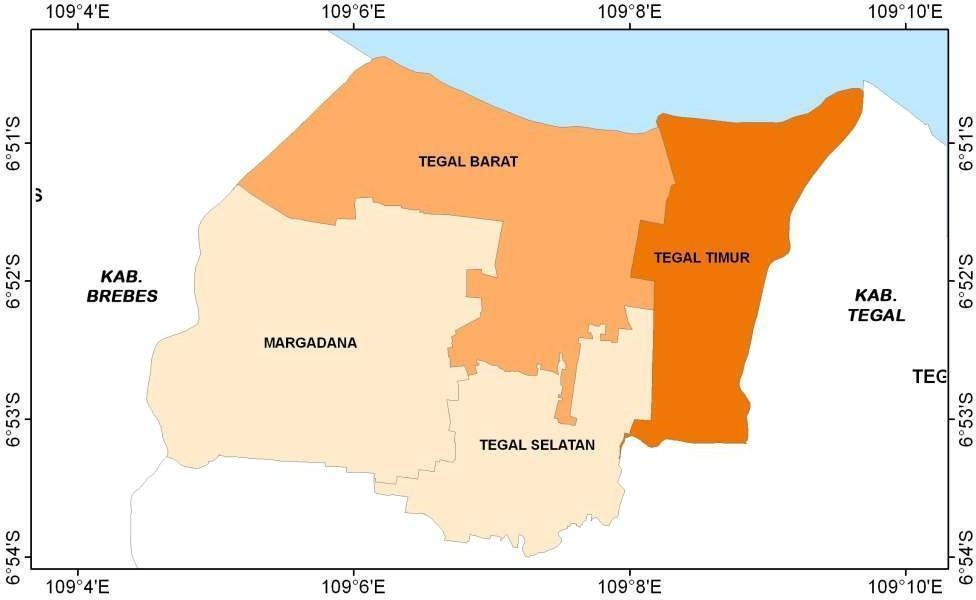 109°4'E 109°6'E 109°8'E 109°10'E
6°51'S 6°51'S
TEGAL BARAT
S
TEGAL TIMUR
6°52'S 6°52'S
KAB.
BREBES
KAB.
TEGAL
MARGADANA
TEG
6°53'S 6°53'S
TEGAL SELATAN
6°54'S 6°54'S
109°4'E 109°6'E 109°8'E 109°10'E